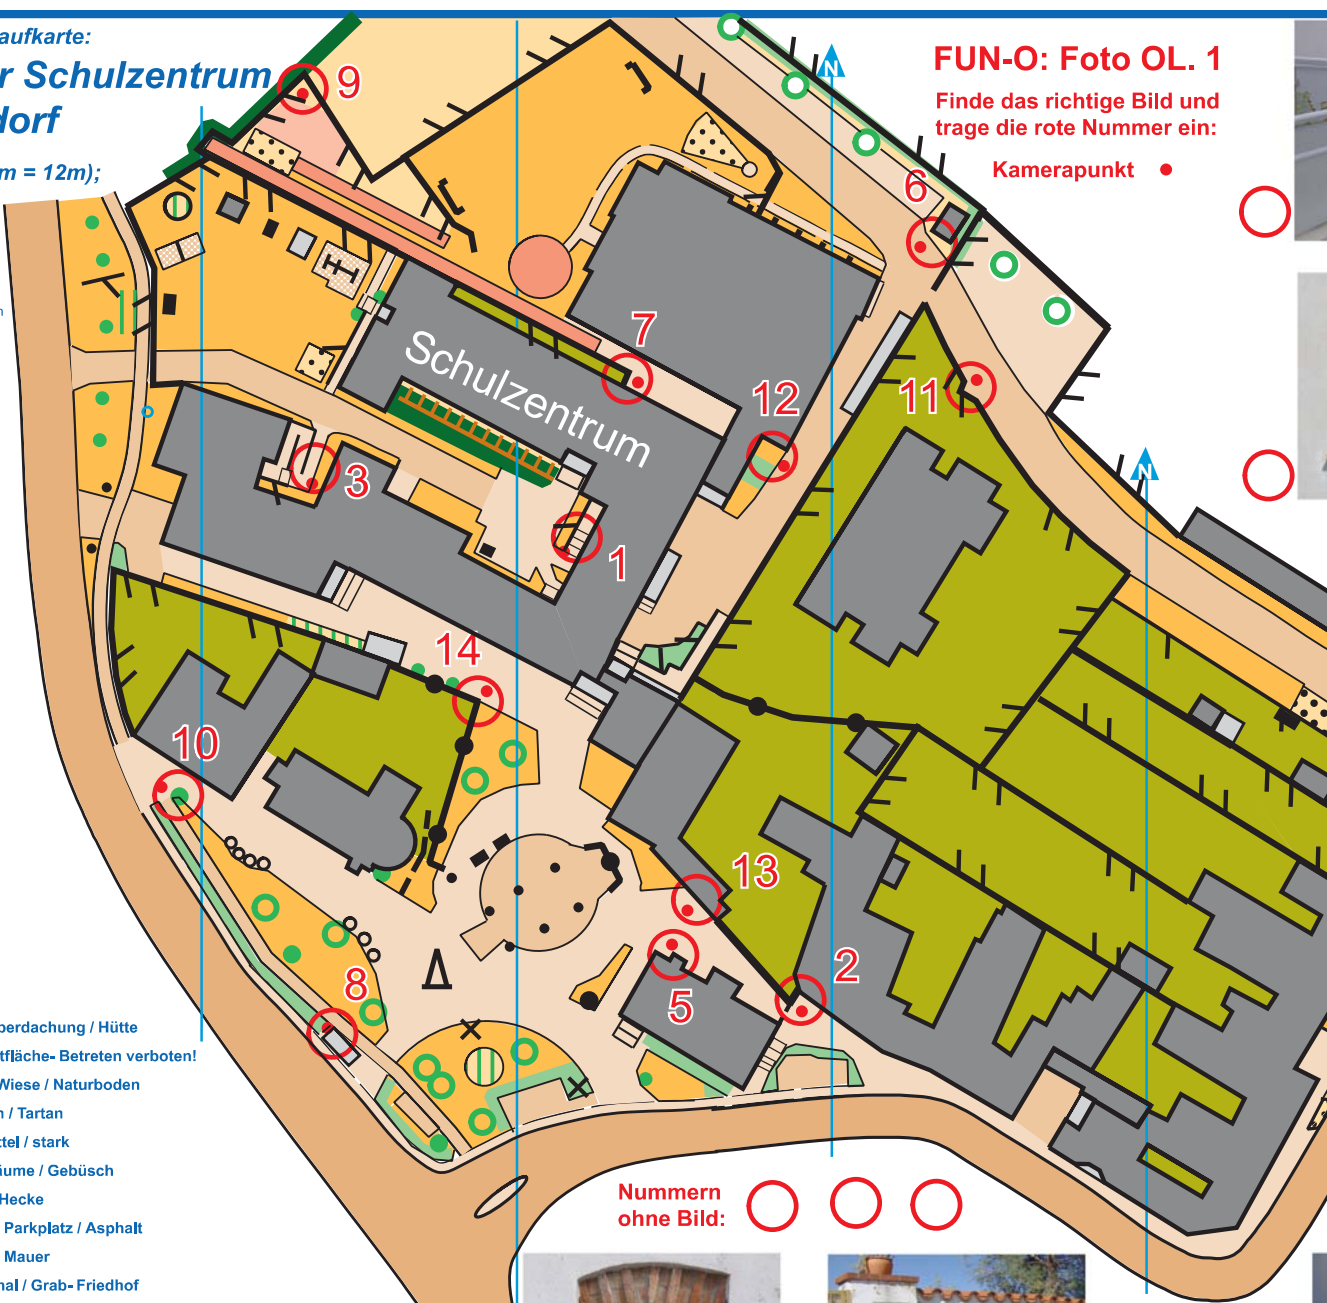 aufkarte:
r Schulzentrum
dorf
m = 12m);
FUN-O: Foto OL. 1
Finde das richtige Bild und
trage die rote Nummer ein:
Kamerapunkt
N
N
9
6
7
12
11
Schulzentrum
3
1
14
10
13
2
5
8
berdachung / Hütte
tfläche- Betreten verboten!
Wiese / Naturboden
n / Tartan
ttel / stark
äume / Gebüsch
Hecke
Parkplatz / Asphalt
Mauer
nal / Grab- Friedhof
Nummern
ohne Bild: